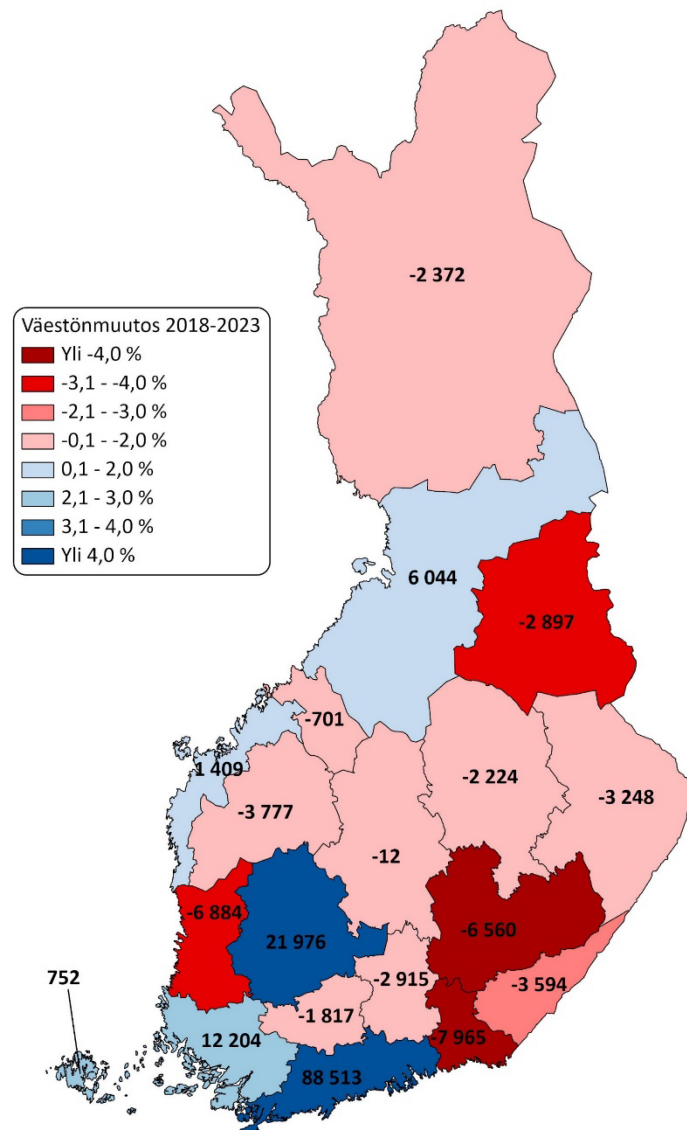 -2 372
Väestönmuutos 2018-2023
Yli -4,0 %
-3,1 - -4,0 %
-2,1 - -3,0 %
-0,1 - -2,0 %
0,1 - 2,0 %
2,1 - 3,0 %
3,1 - 4,0 %
Yli 4,0 %
6 044
-2 897
-701
1 409
-2 224
-3 248
-3 777
-12
-6 884
-6 560
21 976
752
-2 915
-3 594
-1 817
12 204
-7 965
88 513